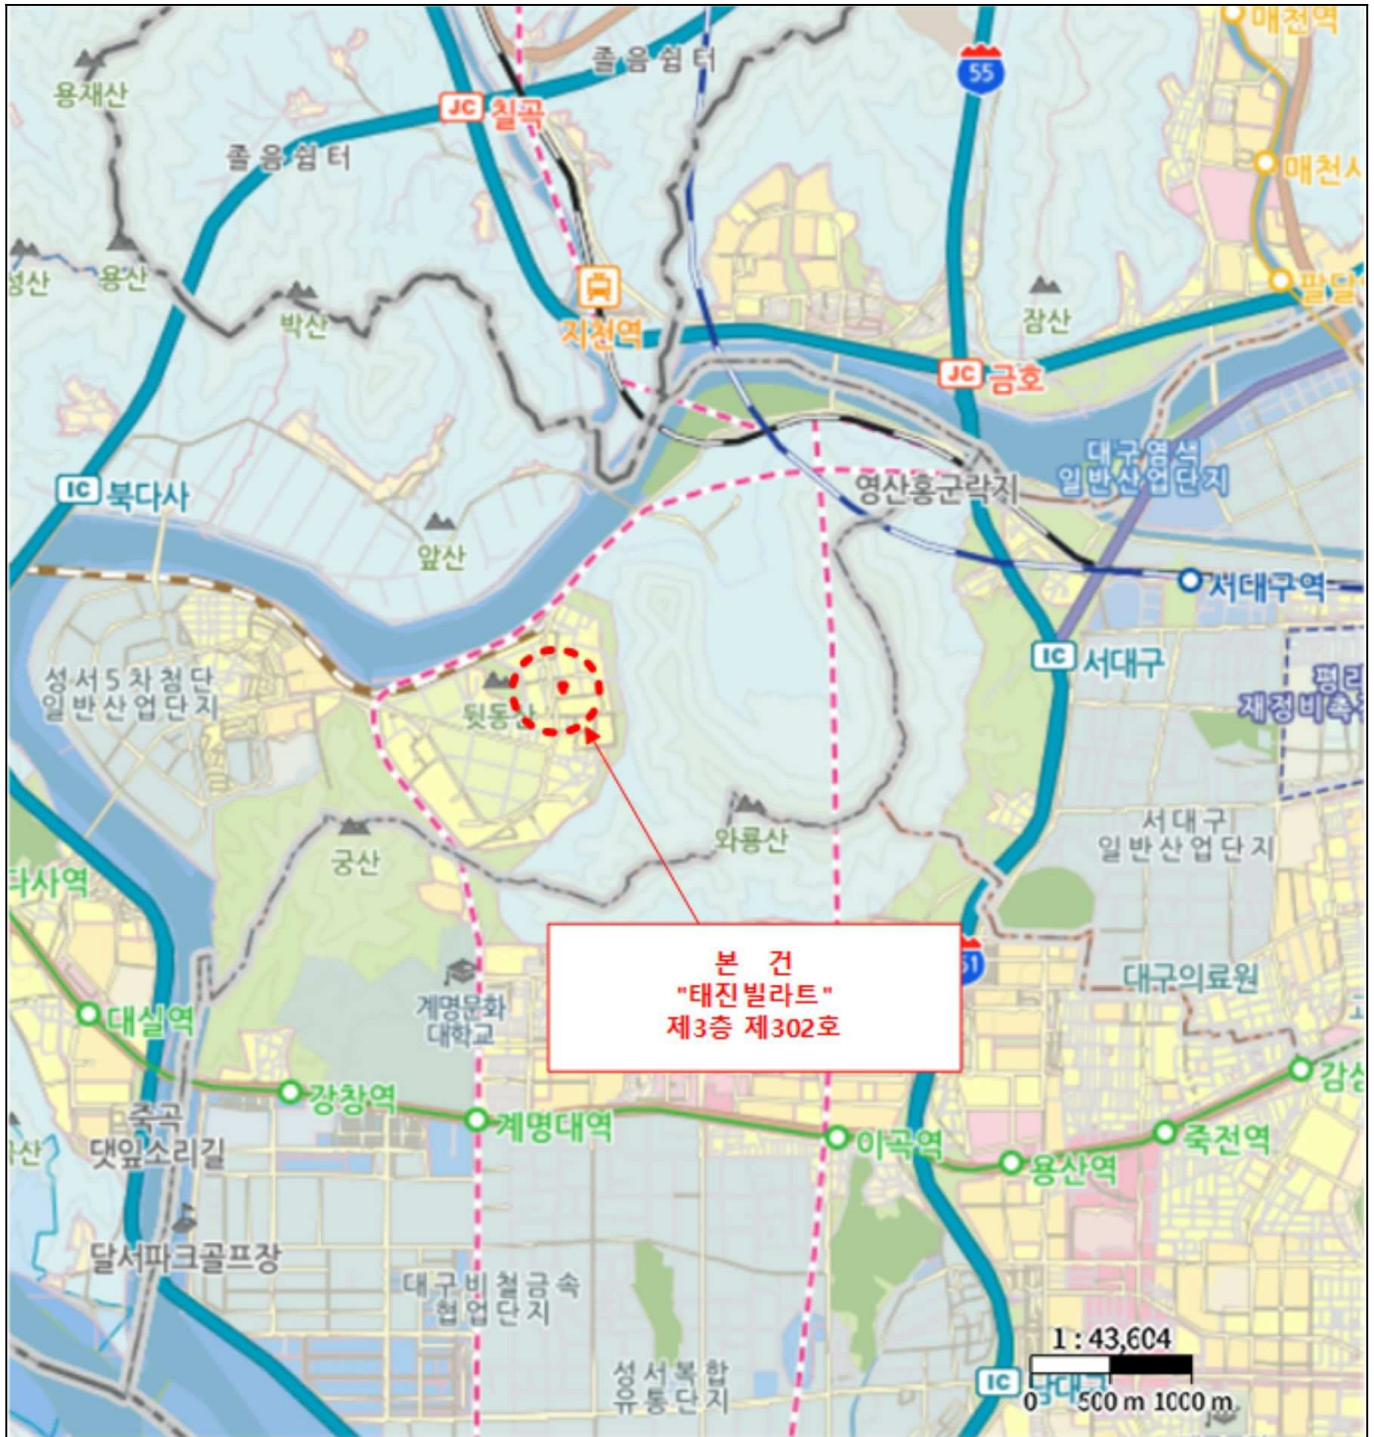 매천역
졸음쉼터
55
용재산
JC 칠곡
졸음쉼터
매천시
용산
박산
지천역
잠산
팔달
JC 금호
대구염색
일반산업단지
IC 북다사
영산홍군락지
앞산
서대구역
IC 서대구
성서5차첨단
일반산업단지
평리
재정비촉
뒷동산
와룡산
서대구
일반산업단지
궁산
다사역
본 건
"태진빌라트"
제3층 제302호
대구의료원
계명문화
대학교
대실역
강창역
계명대역
이곡역
용산역
죽전역
감삼
죽곡
댓잎소리길
달서파크골프장
대구비철금속
협업단지
성서복합
유통단지
1 : 43,604
IC 남대구
0 500 m 1000 m